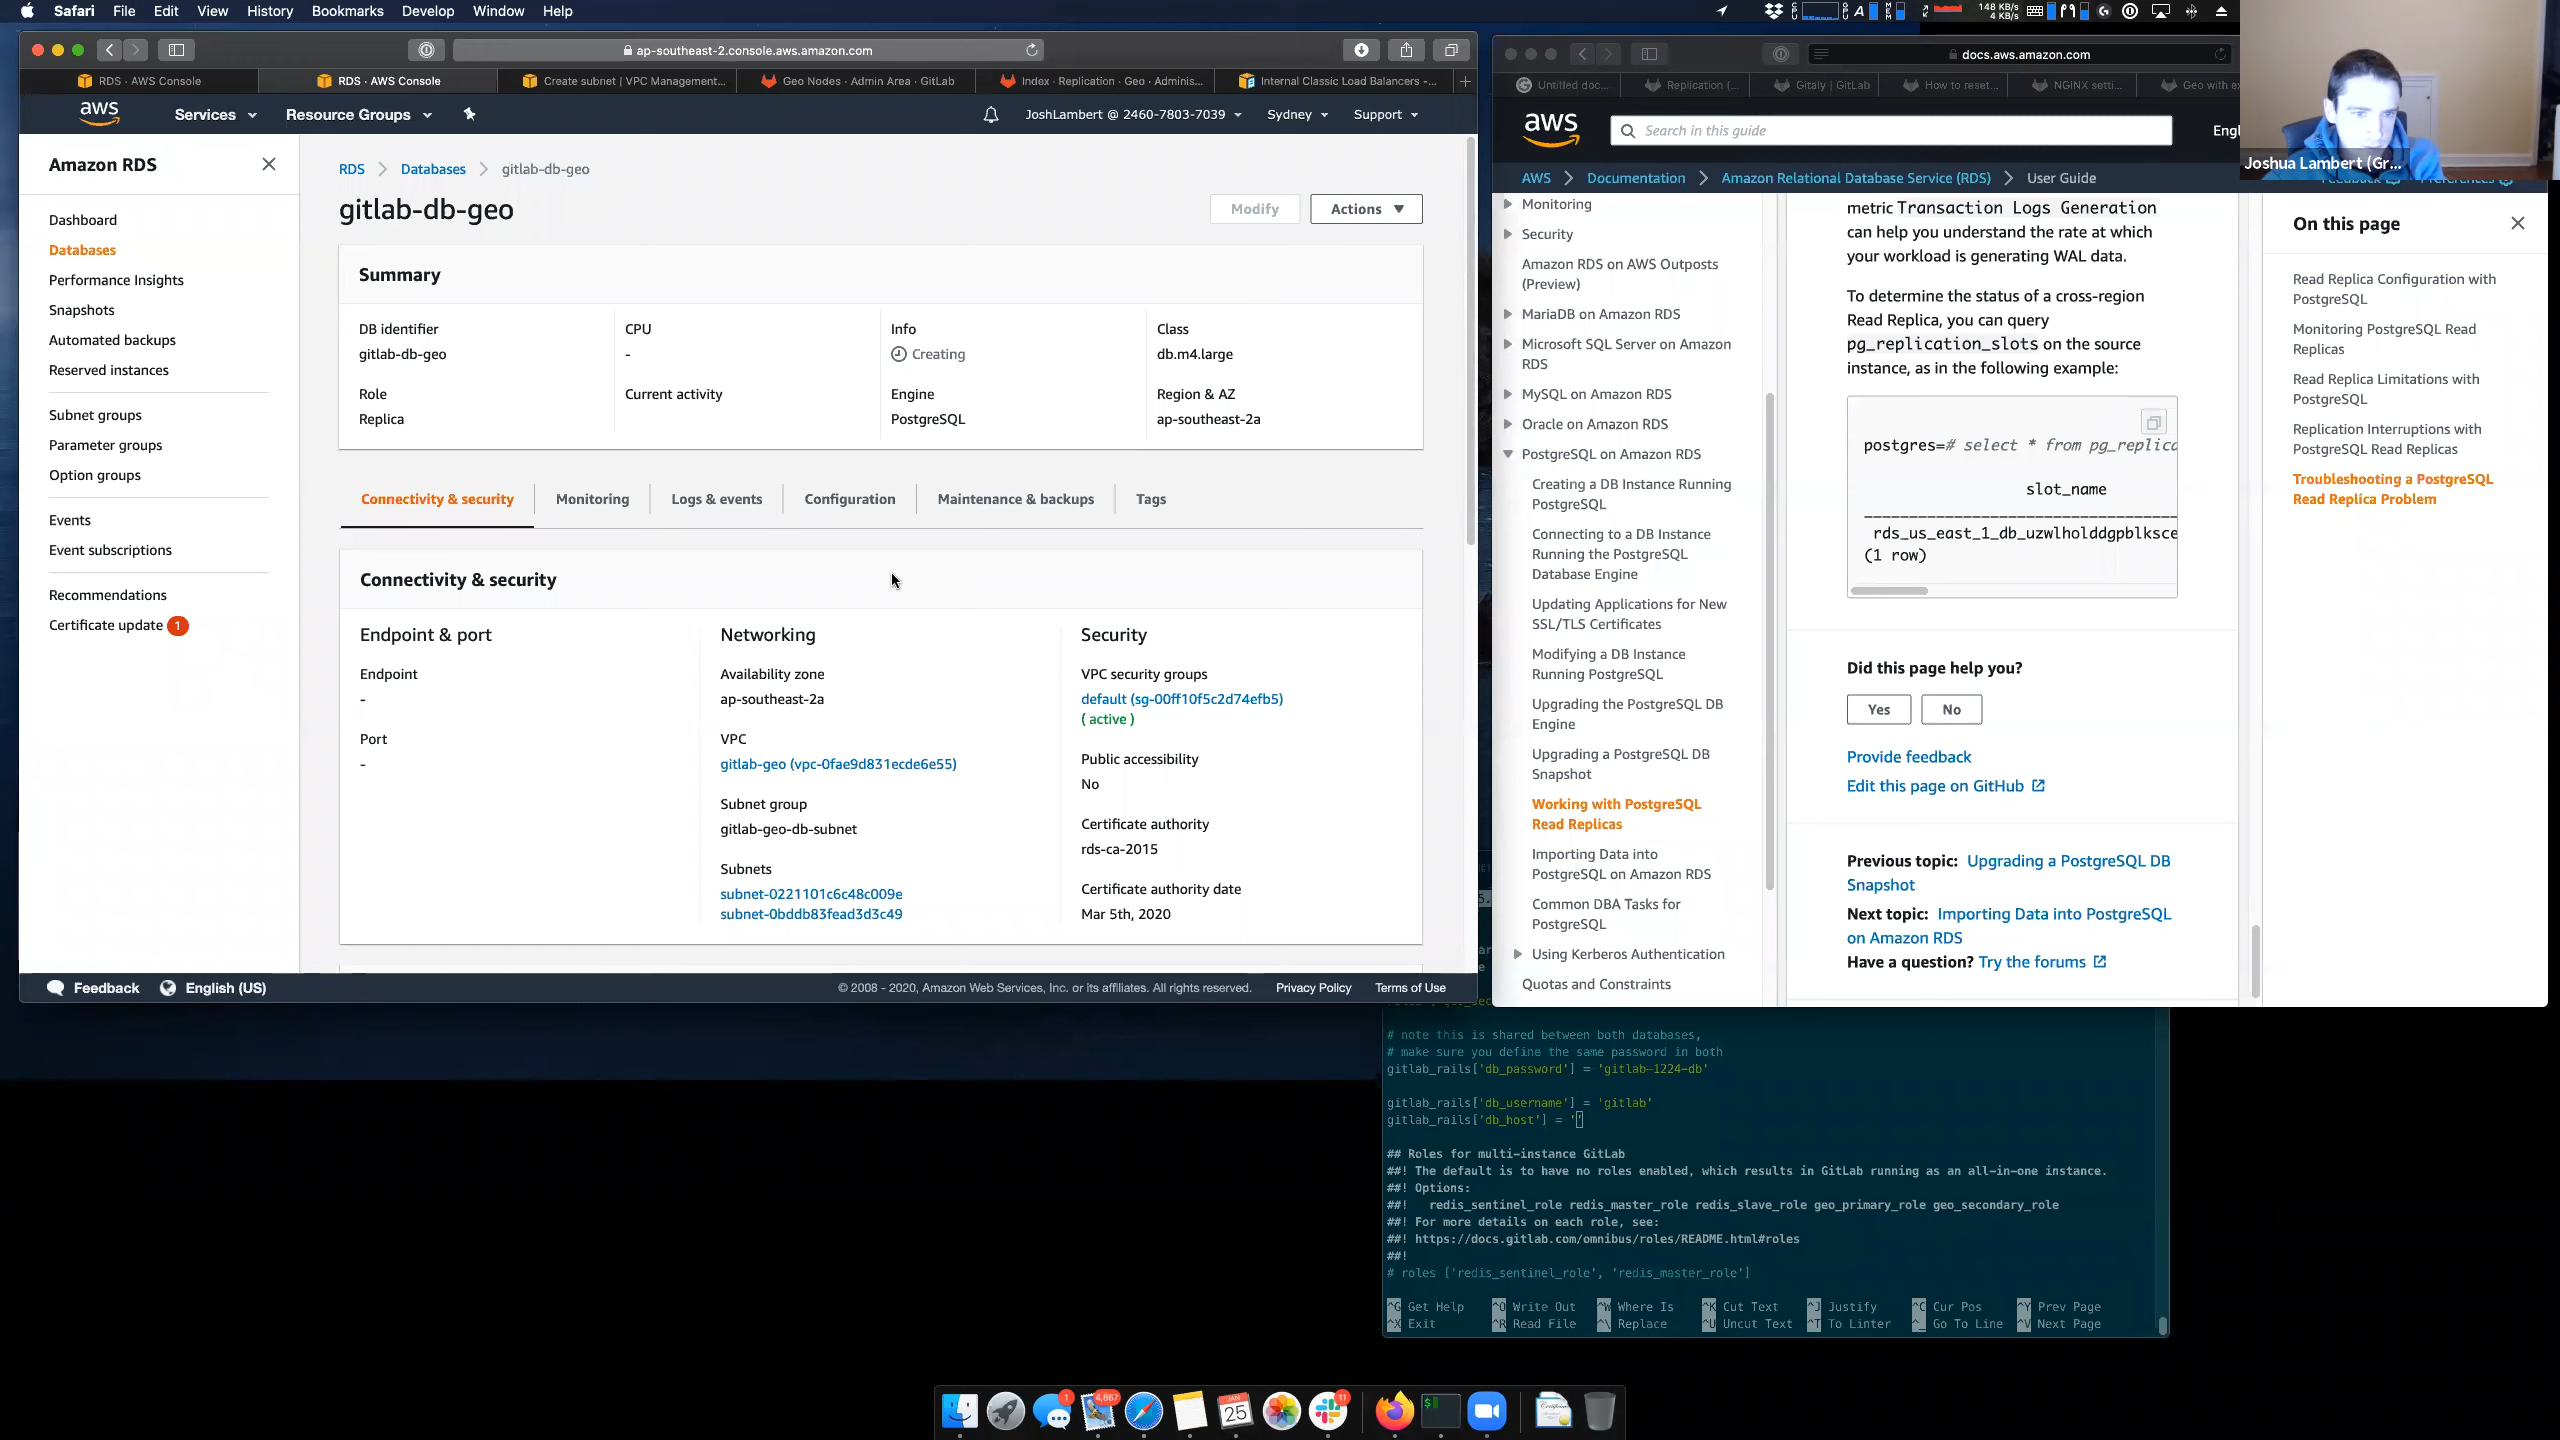 Safari File Edit View History Bookmarks Develop Window Help
148 KB/s
4 KB/s
ap-southeast-2.console.aws.amazon.com
RDS · AWS Console
RDS · AWS Console
Create subnet | VPC Management...
Geo Nodes · Admin Area · GitLab
Index · Replication · Geo · Adminis...
Internal Classic Load Balancers -...
aws Services Resource Groups JoshLambert @ 2460-7803-7039 Sydney Support
Amazon RDS
Dashboard
Databases
Performance Insights
Snapshots
Automated backups
Reserved instances
Subnet groups
Parameter groups
Option groups
Events
Event subscriptions
Recommendations
Certificate update 1
RDS Databases gitlab-db-geo
gitlab-db-geo
Modify Actions
Summary
DB identifier
gitlab-db-geo
CPU
-
Info
Creating
Class
db.m4.large
Role
Replica
Current activity
Engine
PostgreSQL
Region & AZ
ap-southeast-2a
Connectivity & security Monitoring Logs & events Configuration Maintenance & backups Tags
Connectivity & security
Endpoint & port
Endpoint
-
Port
-
Networking
Availability zone
ap-southeast-2a
VPC
gitlab-geo (vpc-0fae9d831ecde6e55)
Subnet group
gitlab-geo-db-subnet
Subnets
subnet-0221101c6c48c009e
subnet-0bddb83fead3d3c49
Security
VPC security groups
default (sg-00ff10f5c2d74efb5)
( active )
Public accessibility
No
Certificate authority
rds-ca-2015
Certificate authority date
Mar 5th, 2020
Feedback English (US)
© 2008 - 2020, Amazon Web Services, Inc. or its affiliates. All rights reserved. Privacy Policy Terms of Use
docs.aws.amazon.com
Untitled doc...
Replication (...
Gitaly | GitLab
How to reset...
NGINX setti...
Geo with ex
aws Search in this guide Engl
AWS Documentation Amazon Relational Database Service (RDS) User Guide
Joshua Lambert (Gr...
Monitoring
Security
Amazon RDS on AWS Outposts
(Preview)
MariaDB on Amazon RDS
Microsoft SQL Server on Amazon
RDS
MySQL on Amazon RDS
Oracle on Amazon RDS
PostgreSQL on Amazon RDS
Creating a DB Instance Running
PostgreSQL
Connecting to a DB Instance
Running the PostgreSQL
Database Engine
Updating Applications for New
SSL/TLS Certificates
Modifying a DB Instance
Running PostgreSQL
Upgrading the PostgreSQL DB
Engine
Upgrading a PostgreSQL DB
Snapshot
Working with PostgreSQL
Read Replicas
Importing Data into
PostgreSQL on Amazon RDS
Common DBA Tasks for
PostgreSQL
Using Kerberos Authentication
Quotas and Constraints
metric Transaction Logs Generation
can help you understand the rate at which
your workload is generating WAL data.
To determine the status of a cross-region
Read Replica, you can query
pg_replication_slots on the source
instance, as in the following example:
postgres=# select * from pg_replica
slot_name
rds_us_east_1_db_uzwlholddgpblksce
(1 row)
Did this page help you?
Yes No
Provide feedback
Edit this page on GitHub
Previous topic: Upgrading a PostgreSQL DB
Snapshot
Next topic: Importing Data into PostgreSQL
on Amazon RDS
Have a question? Try the forums
On this page
Read Replica Configuration with
PostgreSQL
Monitoring PostgreSQL Read
Replicas
Read Replica Limitations with
PostgreSQL
Replication Interruptions with
PostgreSQL Read Replicas
Troubleshooting a PostgreSQL
Read Replica Problem
# note this is shared between both databases,
# make sure you define the same password in both
gitlab_rails['db_password'] = 'gitlab-1224-db'
gitlab_rails['db_username'] = 'gitlab'
gitlab_rails['db_host'] = '
## Roles for multi-instance GitLab
##! The default is to have no roles enabled, which results in GitLab running as an all-in-one instance.
##! Options:
##! redis_sentinel_role redis_master_role redis_slave_role geo_primary_role geo_secondary_role
##! For more details on each role, see:
##! https://docs.gitlab.com/omnibus/roles/README.html#roles
##!
# roles ['redis_sentinel_role', 'redis_master_role']
^G Get Help ^O Write Out ^W Where Is ^K Cut Text ^J Justify ^C Cur Pos ^Y Prev Page
^X Exit ^R Read File ^\ Replace ^U Uncut Text ^T To Linter ^_ Go To Line ^V Next Page
1
4,867
JAN
25
11